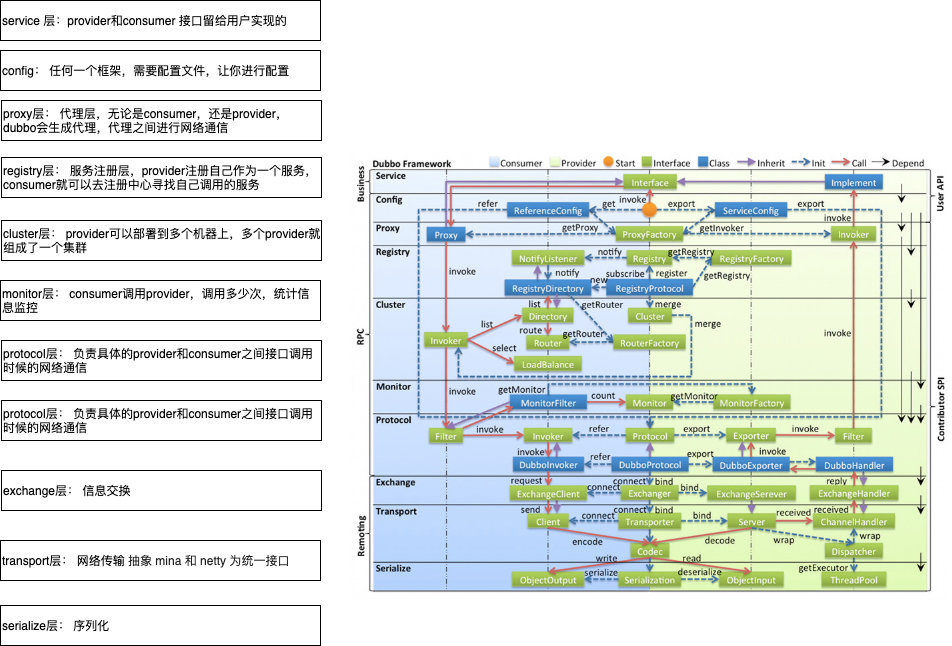 service 层：provider和consumer 接口留给用户实现的
config： 任何一个框架，需要配置文件，让你进行配置
proxy层： 代理层，无论是consumer，还是provider，
dubbo会生成代理，代理之间进行网络通信
registry层： 服务注册层，provider注册自己作为一个服务，
consumer就可以去注册中心寻找自己调用的服务
cluster层：provider可以部署到多个机器上，多个provider就
组成了一个集群
monitor层： consumer调用provider，调用多少次，统计信
息监控
protocol层： 负责具体的provider和consumer之间接口调用
时候的网络通信
protocol层： 负责具体的provider和consumer之间接口调用
时候的网络通信
exchange层： 信息交换
transport层： 网络传输 抽象 mina 和 netty 为统一接口
serialize层： 序列化
Dubbo Framework Consumer Provider Start Interface Class Inherit Init Call Depend
Business
RPC
Remoting
User API
Contributor SPI
Service
Interface Implement
Config
invoke
refer ReferenceConfig get export ServiceConfig export
invoke
Proxy
Proxy getProxy ProxyFactory getInvoker Invoker
Registry
NotifyListener notify Registry getRegistry RegistryFactory
invoke notify subscribe register getRegistry
RegistryDirectory new RegistryProtocol
Cluster
list getRouter merge
Directory Cluster
list merge
route getRouter invoke
Invoker Router RouterFactory
select
LoadBalance
Monitor
invoke getMonitor
MonitorFilter count Monitor getMonitor MonitorFactory
Protocol
Filter invoke Invoker refer Protocol export Exporter invoke Filter
invoke refer export invoke
DubboInvoker DubboProtocol DubboExporter DubboHandler
Exchange
request connect bind reply
ExchangeClient connect Exchanger bind ExchangeSerever ExchangeHandler
Transport
send connect bind received received
Client connect Transporter bind Server ChannelHandler
encode decode wrap wrap
Codec Dispatcher
Serialize
write read getExecutor
ObjectOutput serialize Serialization deserialize ObjectInput ThreadPool